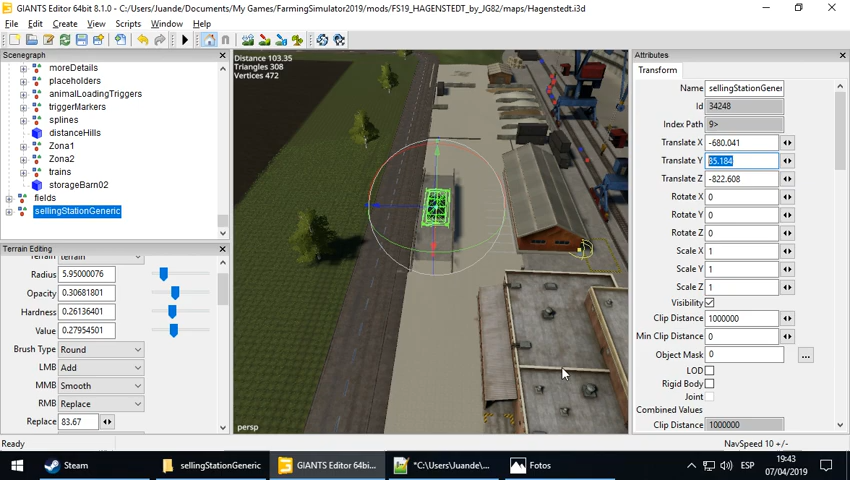 GIANTS Editor 64bit 8.1.0 - C:/Users/Juande/Documents/My Games/FarmingSimulator2019/mods/FS19_HAGENSTEDT_by_JG82/maps/Hagenstedt.i3d
File Edit Create View Scripts Window Help
Scenegraph
moreDetails
placeholders
animalLoadingTriggers
triggerMarkers
splines
distanceHills
Zona1
Zona2
trains
storageBarn02
fields
sellingStationGeneric
Terrain Editing
terrain
Radius 5.95000076
Opacity 0.30681801
Hardness 0.26136401
Value 0.27954501
Brush Type Round
LMB Add
MMB Smooth
RMB Replace
Replace 83.67
Distance 103.35
Triangles 308
Vertices 472
persp
Attributes
Transform
Name sellingStationGener
Id 34248
Index Path 9>
Translate X -680.041
Translate Y 85.184
Translate Z -822.608
Rotate X 0
Rotate Y 0
Rotate Z 0
Scale X 1
Scale Y 1
Scale Z 1
Visibility
Clip Distance 1000000
Min Clip Distance 0
Object Mask 0
...
LOD
Rigid Body
Joint
Combined Values
Clip Distance 1000000
Ready
NavSpeed 10 +/-
Steam
sellingStationGeneric
GIANTS Editor 64bi...
*C:\Users\Juande\...
Fotos
ESP
19:43
07/04/2019